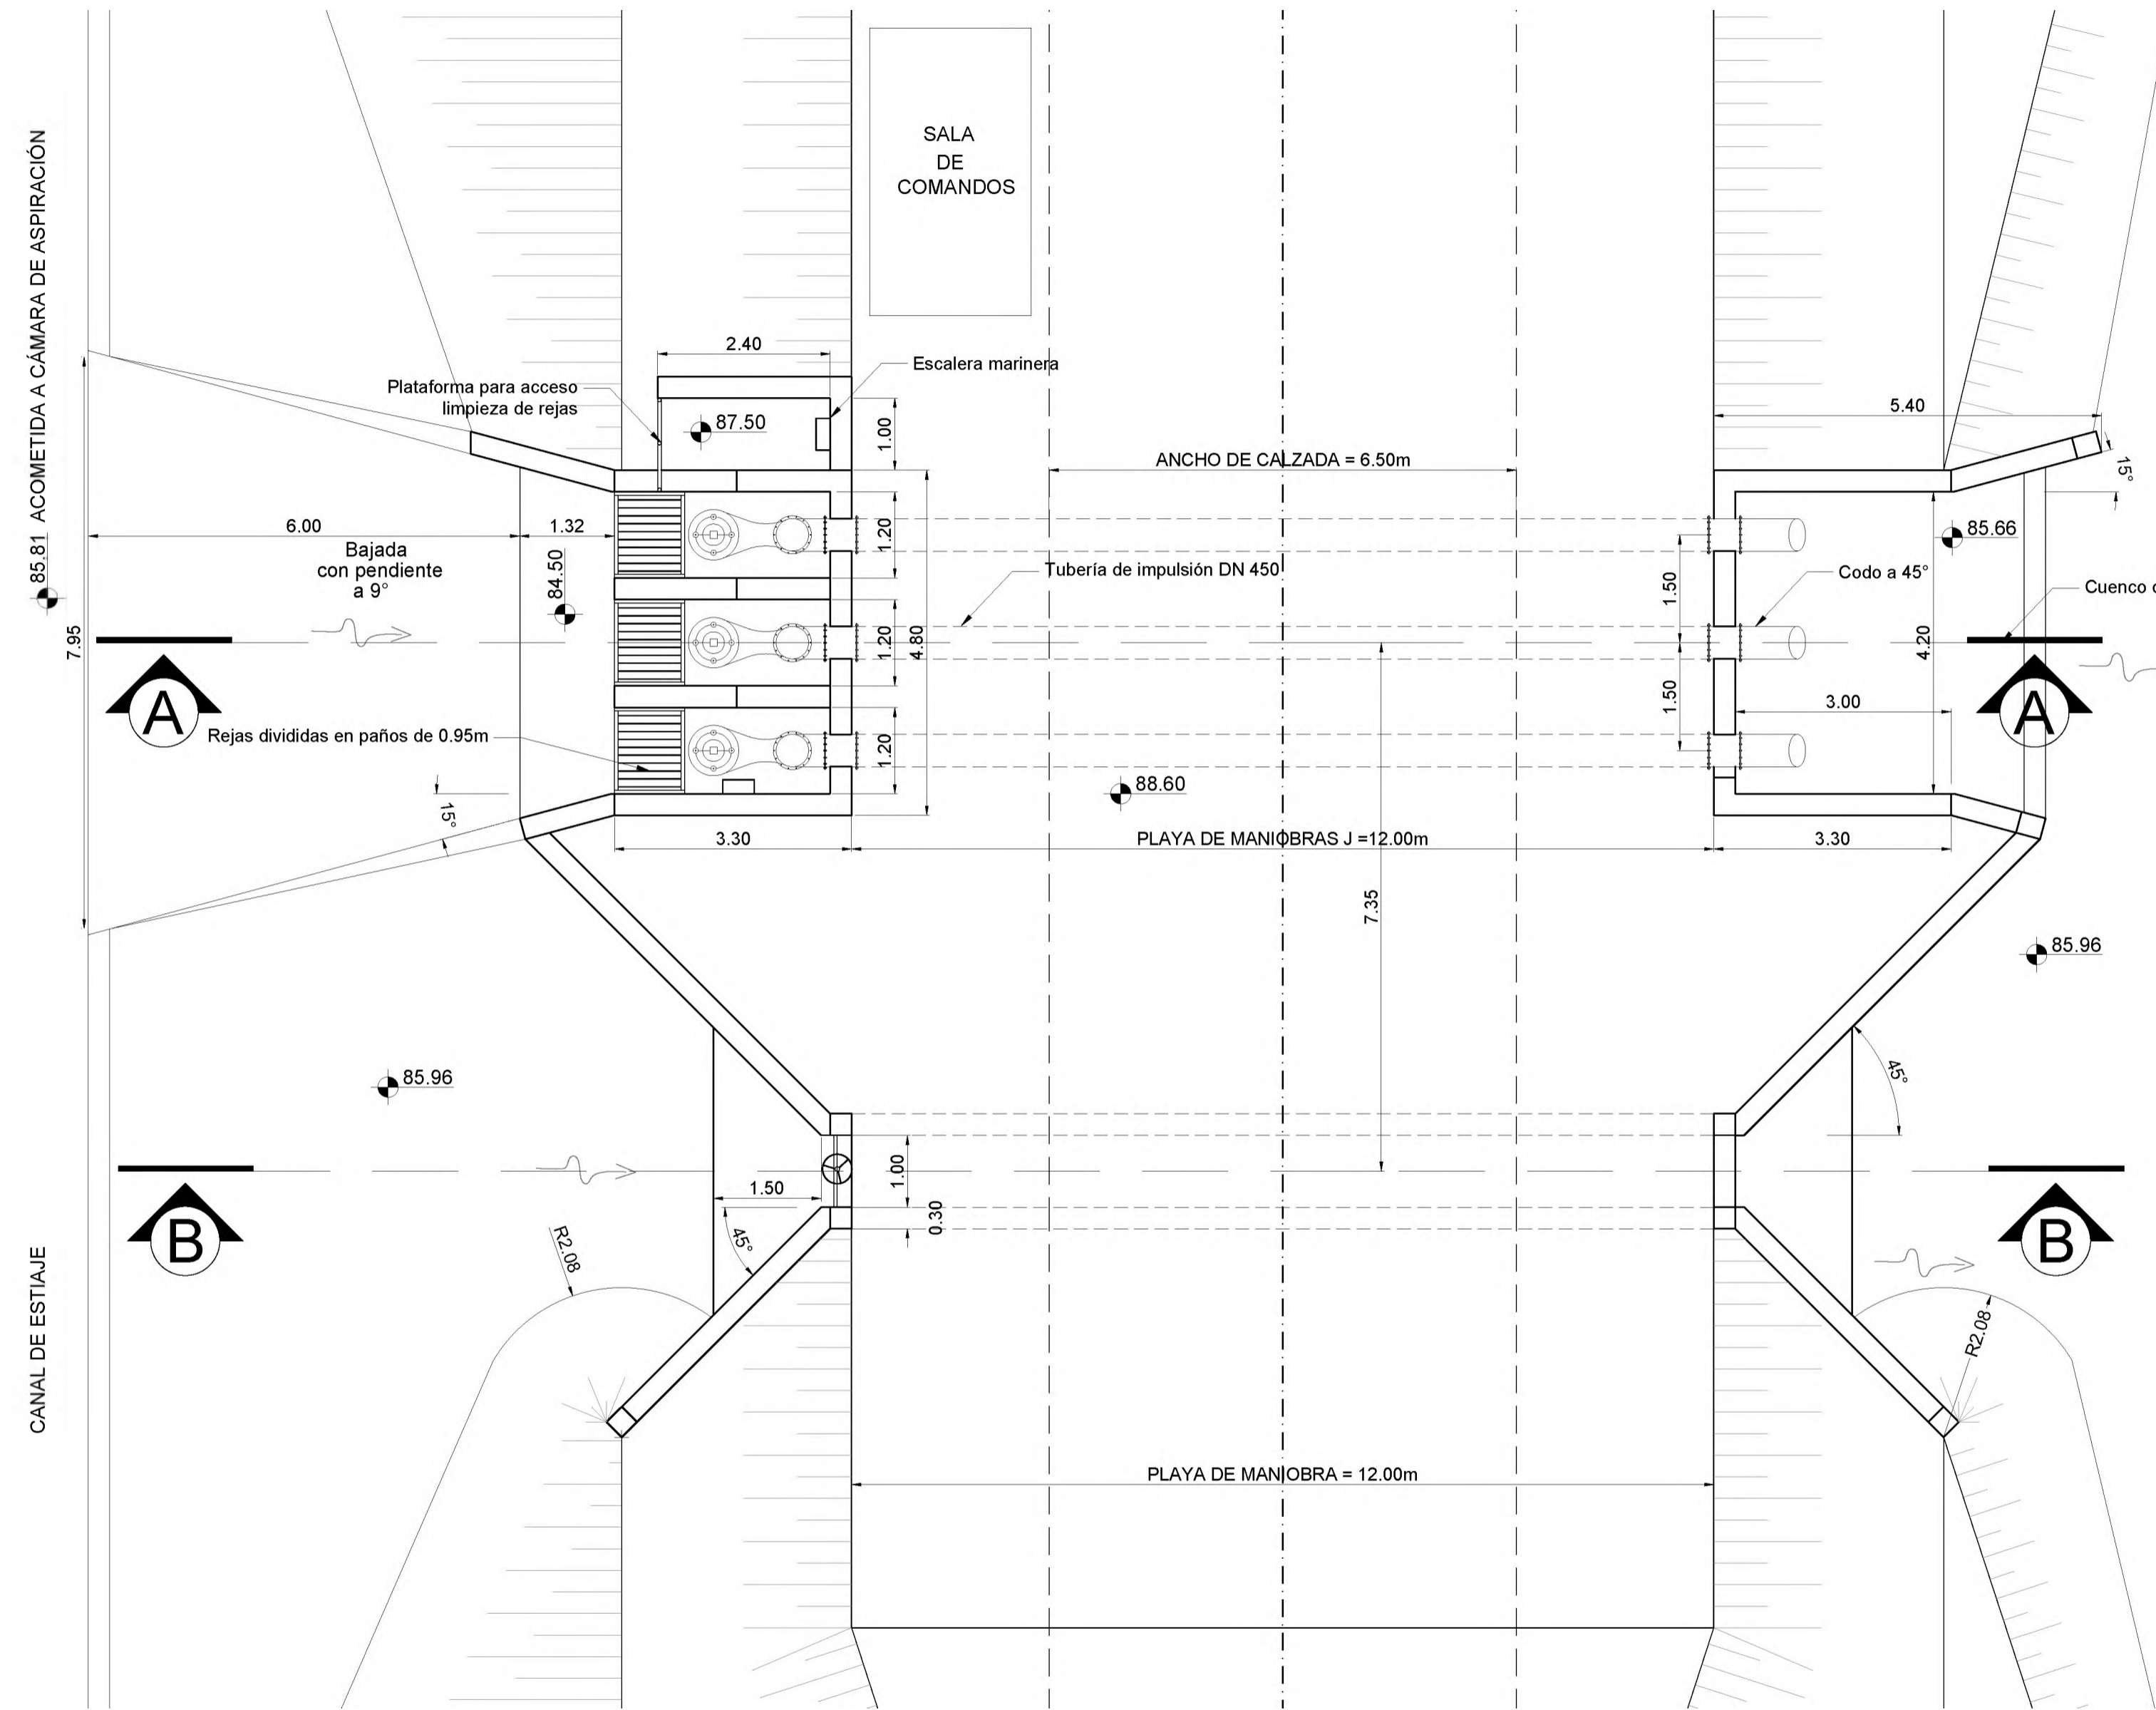 SALA
DE
COMANDOS
85.81 ACOMETIDA A CÁMARA DE ASPIRACIÓN
2.40
Escalera marinera
Plataforma para acceso
limpieza de rejas
87.50
1.00
5.40
15°
ANCHO DE CALZADA = 6.50m
6.00
1.32
Bajada
con pendiente
a 9°
84.50
1.20
85.66
Tubería de impulsión DN 450
1.50
Codo a 45°
Cuenco
7.95
1.20
4.80
4.20
A
1.50
3.00
A
Rejas divididas en paños de 0.95m
1.20
88.60
15°
3.30
PLAYA DE MANIOBRAS J =12.00m
3.30
7.35
85.96
85.96
45°
1.50
1.00
0.30
B
45°
R2.08
B
R2.08
CANAL DE ESTIAJE
PLAYA DE MANIOBRA = 12.00m